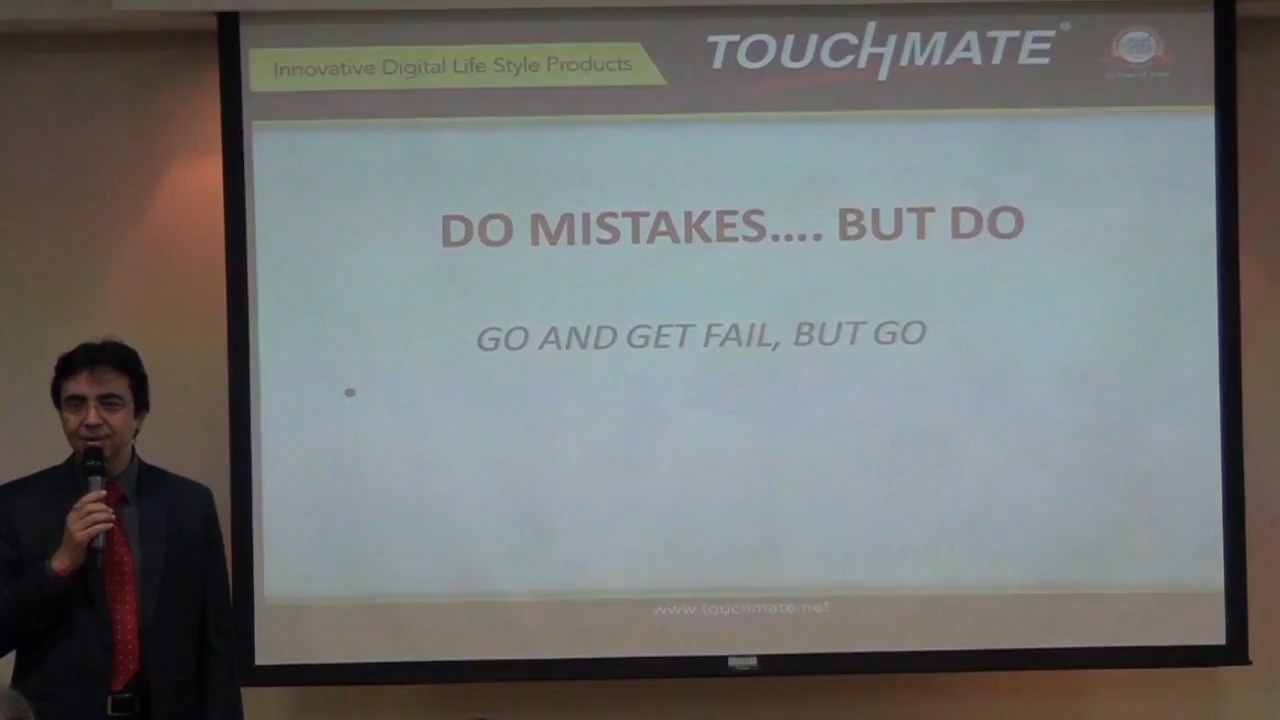 Innovative Digital Life Style Products
TOUCHMATE®
DO MISTAKES.... BUT DO
GO AND GET FAIL, BUT GO
www.touchmate.net